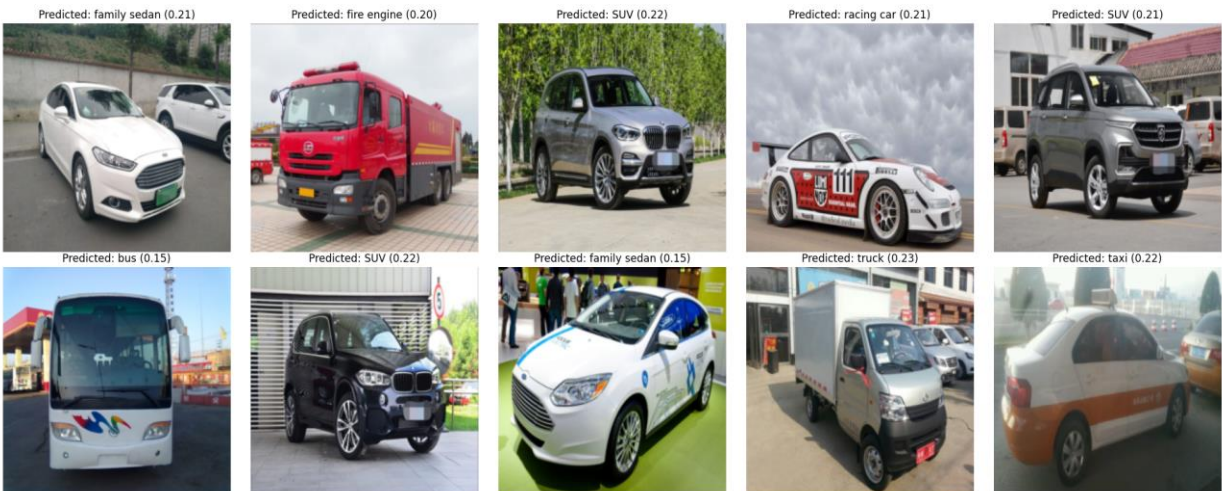 Predicted: family sedan (0.21)
Predicted: fire engine (0.20)
Predicted: SUV (0.22)
Predicted: racing car (0.21)
Predicted: SUV (0.21)
111
PIRELLI
Predicted: bus (0.15)
Predicted: SUV (0.22)
Predicted: family sedan (0.15)
Predicted: truck (0.23)
Predicted: taxi (0.22)
5